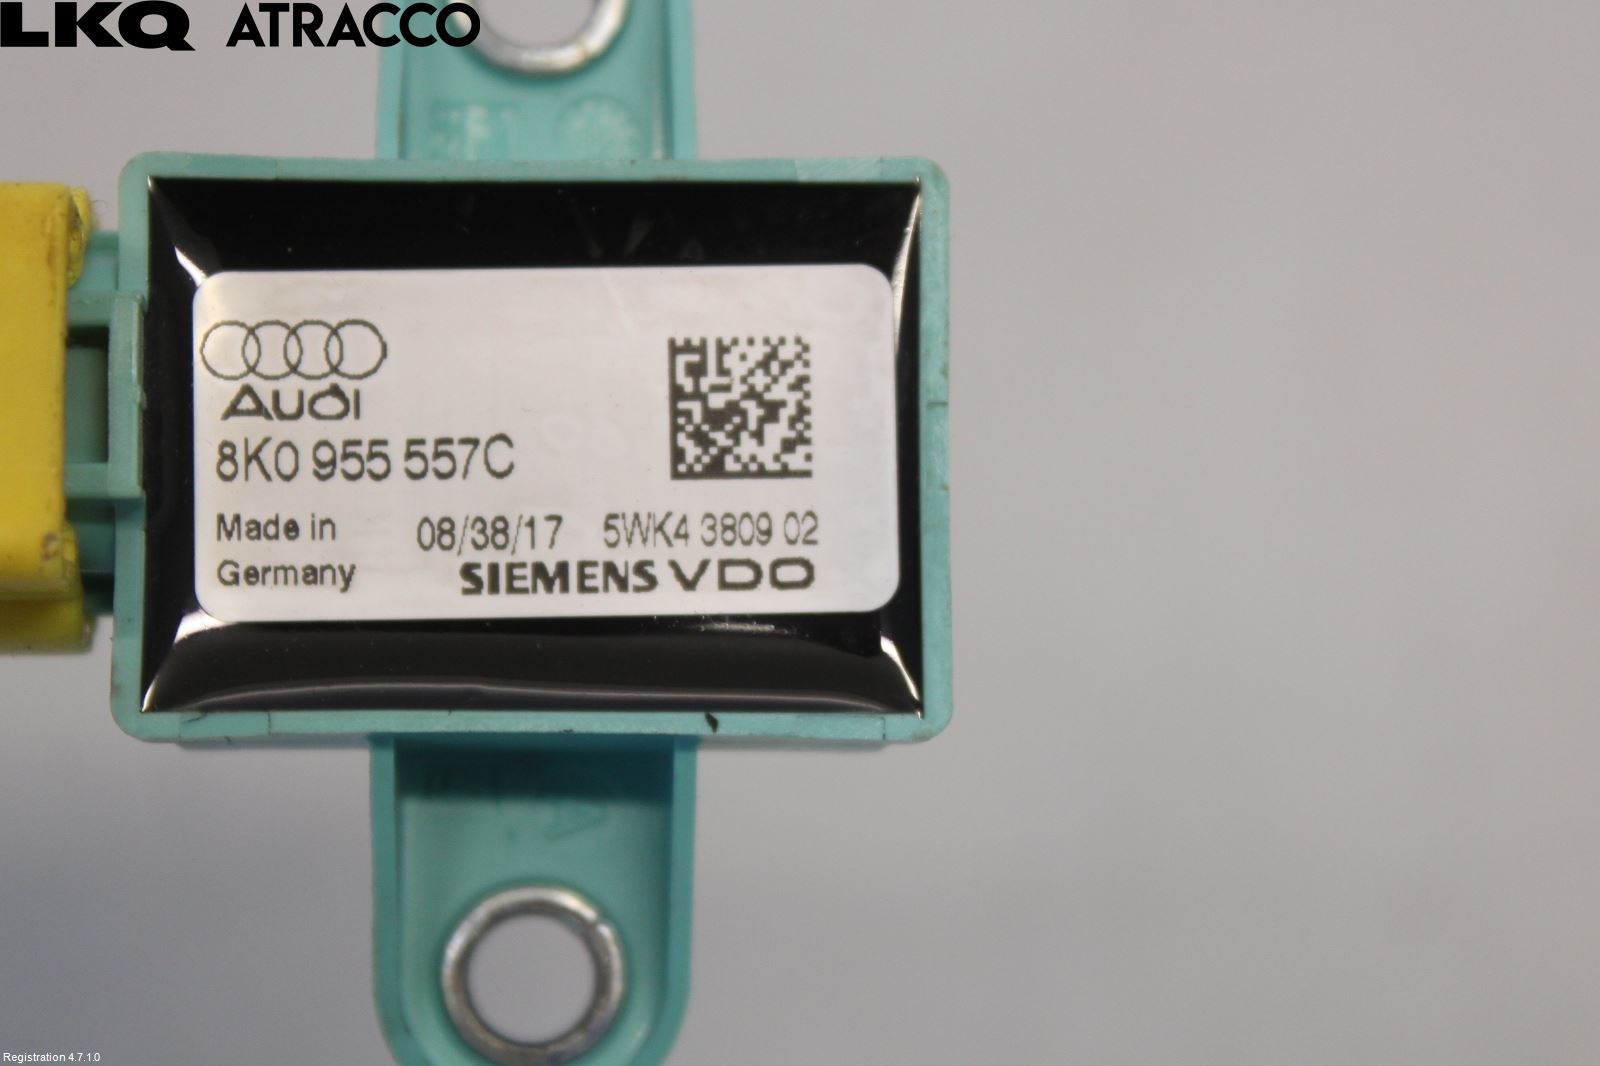 LKQ ATRACCO
AUDI
8K0 955 557C
Made in 08/38/17 5WK4 3809 02
Germany SIEMENS VDO
Registration 4.7.1.0